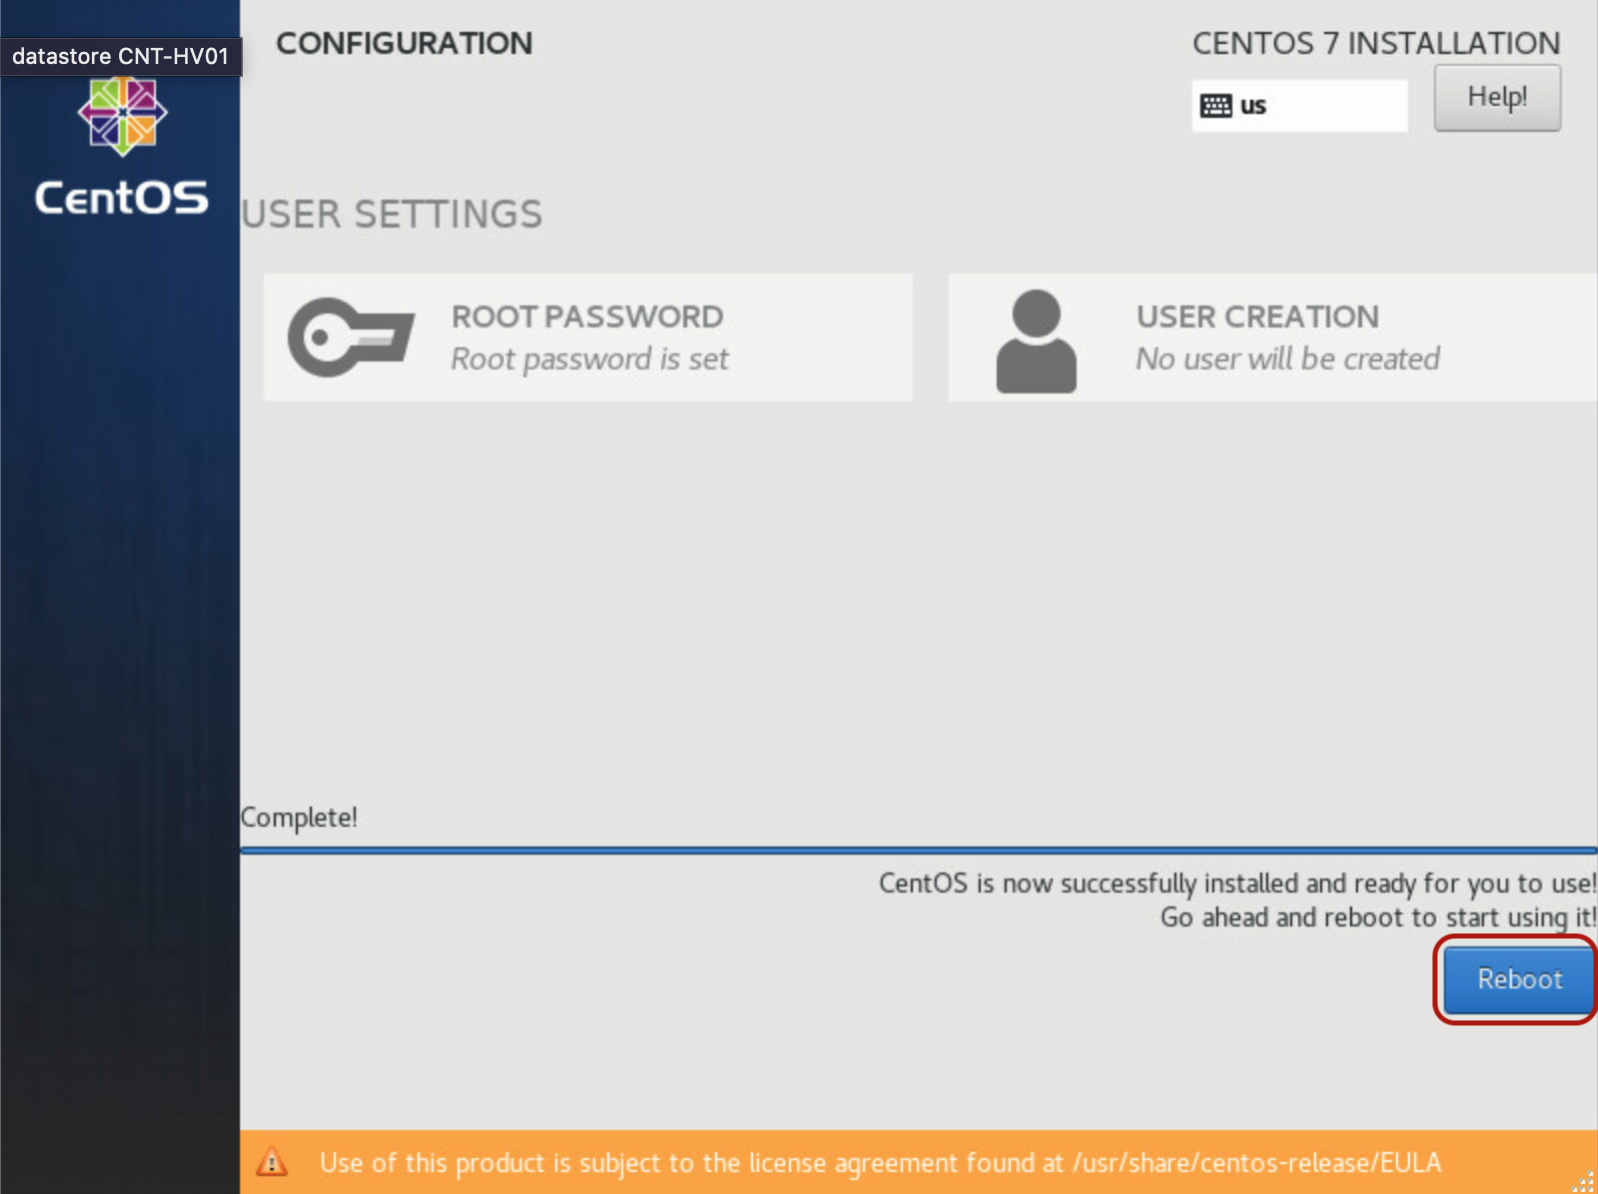 datastore CNT-HV01
CentOS
CONFIGURATION
CENTOS 7 INSTALLATION
us
Help!
USER SETTINGS
ROOT PASSWORD
Root password is set
USER CREATION
No user will be created
Complete!
CentOS is now successfully installed and ready for you to use!
Go ahead and reboot to start using it!
Reboot
Use of this product is subject to the license agreement found at /usr/share/centos-release/EULA